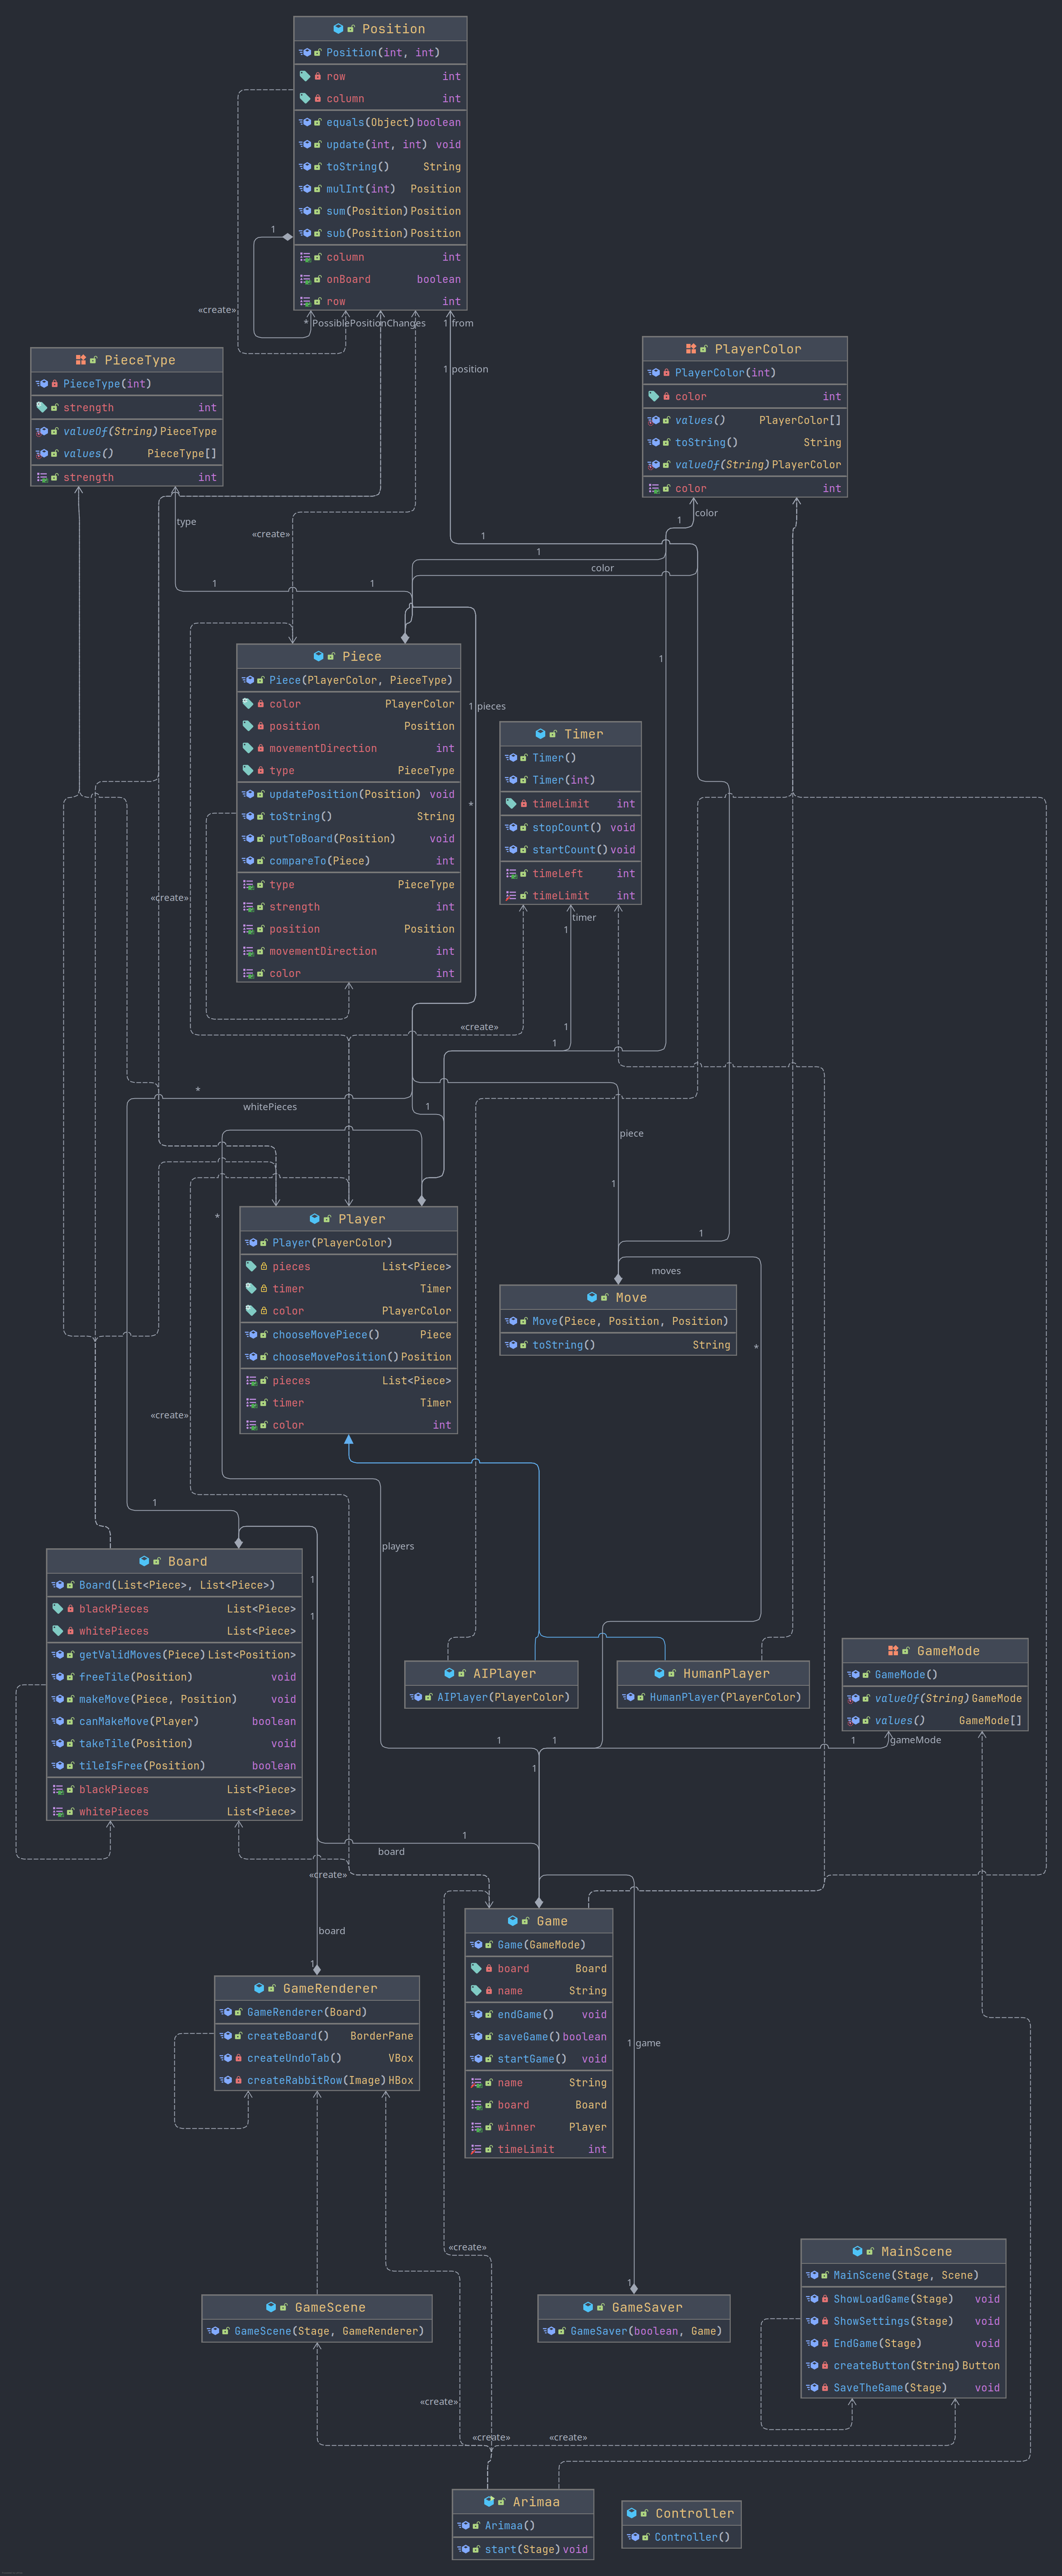 Position
Position(int, int)
row int
column int
equals(Object) boolean
update(int, int) void
toString() String
mulInt(int) Position
sum(Position) Position
sub(Position) Position
column int
onBoard boolean
row int
1
«create»
* PossiblePositionChanges
1 from
1 position
PieceType
PieceType(int)
strength int
valueOf(String) PieceType
values() PieceType[]
strength int
PlayerColor
PlayerColor(int)
color int
values() PlayerColor[]
toString() String
valueOf(String) PlayerColor
color int
type
«create»
1
color
1
1
1
1
color
1
Piece
Piece(PlayerColor, PieceType)
color PlayerColor
position Position
movementDirection int
type PieceType
updatePosition(Position) void
toString() String
putToBoard(Position) void
compareTo(Piece) int
type PieceType
strength int
position Position
movementDirection int
color int
1 pieces
*
Timer
Timer()
Timer(int)
timeLimit int
stopCount() void
startCount() void
timeLeft int
timeLimit int
«create»
timer
1
«create»
1
1
*
whitePieces
1
piece
1
*
1
moves
*
Player
Player(PlayerColor)
pieces List<Piece>
timer Timer
color PlayerColor
chooseMovePiece() Piece
chooseMovePosition() Position
pieces List<Piece>
timer Timer
color int
Move
Move(Piece, Position, Position)
toString() String
«create»
1
players
1
1
Board
Board(List<Piece>, List<Piece>)
blackPieces List<Piece>
whitePieces List<Piece>
getValidMoves(Piece) List<Position>
freeTile(Position) void
makeMove(Piece, Position) void
canMakeMove(Player) boolean
takeTile(Position) void
tileIsFree(Position) boolean
blackPieces List<Piece>
whitePieces List<Piece>
AIPlayer
AIPlayer(PlayerColor)
HumanPlayer
HumanPlayer(PlayerColor)
GameMode
GameMode()
valueOf(String) GameMode
values() GameMode[]
1
1
1
gameMode
1
1
board
«create»
board
1
Game
Game(GameMode)
board Board
name String
endGame() void
saveGame() boolean
startGame() void
name String
board Board
winner Player
timeLimit int
GameRenderer
GameRenderer(Board)
createBoard() BorderPane
createUndoTab() VBox
createRabbitRow(Image) HBox
1 game
«create»
1
MainScene
MainScene(Stage, Scene)
ShowLoadGame(Stage) void
ShowSettings(Stage) void
EndGame(Stage) void
createButton(String) Button
SaveTheGame(Stage) void
GameScene
GameScene(Stage, GameRenderer)
GameSaver
GameSaver(boolean, Game)
«create»
«create»
«create»
Arimaa
Arimaa()
start(Stage) void
Controller
Controller()